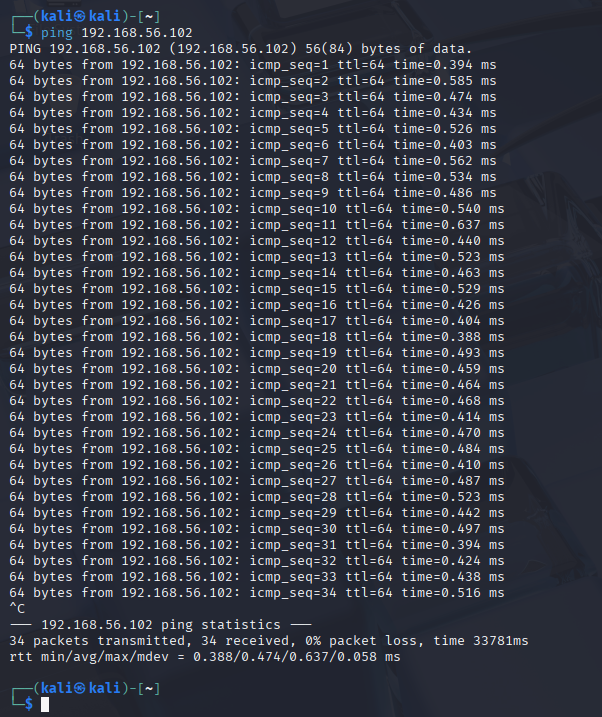 ┌──(kali㉿kali)-[~]
└─$ ping 192.168.56.102
PING 192.168.56.102 (192.168.56.102) 56(84) bytes of data.
64 bytes from 192.168.56.102: icmp_seq=1 ttl=64 time=0.394 ms
64 bytes from 192.168.56.102: icmp_seq=2 ttl=64 time=0.585 ms
64 bytes from 192.168.56.102: icmp_seq=3 ttl=64 time=0.474 ms
64 bytes from 192.168.56.102: icmp_seq=4 ttl=64 time=0.434 ms
64 bytes from 192.168.56.102: icmp_seq=5 ttl=64 time=0.526 ms
64 bytes from 192.168.56.102: icmp_seq=6 ttl=64 time=0.403 ms
64 bytes from 192.168.56.102: icmp_seq=7 ttl=64 time=0.562 ms
64 bytes from 192.168.56.102: icmp_seq=8 ttl=64 time=0.534 ms
64 bytes from 192.168.56.102: icmp_seq=9 ttl=64 time=0.486 ms
64 bytes from 192.168.56.102: icmp_seq=10 ttl=64 time=0.540 ms
64 bytes from 192.168.56.102: icmp_seq=11 ttl=64 time=0.637 ms
64 bytes from 192.168.56.102: icmp_seq=12 ttl=64 time=0.440 ms
64 bytes from 192.168.56.102: icmp_seq=13 ttl=64 time=0.523 ms
64 bytes from 192.168.56.102: icmp_seq=14 ttl=64 time=0.463 ms
64 bytes from 192.168.56.102: icmp_seq=15 ttl=64 time=0.529 ms
64 bytes from 192.168.56.102: icmp_seq=16 ttl=64 time=0.426 ms
64 bytes from 192.168.56.102: icmp_seq=17 ttl=64 time=0.404 ms
64 bytes from 192.168.56.102: icmp_seq=18 ttl=64 time=0.388 ms
64 bytes from 192.168.56.102: icmp_seq=19 ttl=64 time=0.493 ms
64 bytes from 192.168.56.102: icmp_seq=20 ttl=64 time=0.459 ms
64 bytes from 192.168.56.102: icmp_seq=21 ttl=64 time=0.464 ms
64 bytes from 192.168.56.102: icmp_seq=22 ttl=64 time=0.468 ms
64 bytes from 192.168.56.102: icmp_seq=23 ttl=64 time=0.414 ms
64 bytes from 192.168.56.102: icmp_seq=24 ttl=64 time=0.470 ms
64 bytes from 192.168.56.102: icmp_seq=25 ttl=64 time=0.484 ms
64 bytes from 192.168.56.102: icmp_seq=26 ttl=64 time=0.410 ms
64 bytes from 192.168.56.102: icmp_seq=27 ttl=64 time=0.487 ms
64 bytes from 192.168.56.102: icmp_seq=28 ttl=64 time=0.523 ms
64 bytes from 192.168.56.102: icmp_seq=29 ttl=64 time=0.442 ms
64 bytes from 192.168.56.102: icmp_seq=30 ttl=64 time=0.497 ms
64 bytes from 192.168.56.102: icmp_seq=31 ttl=64 time=0.394 ms
64 bytes from 192.168.56.102: icmp_seq=32 ttl=64 time=0.424 ms
64 bytes from 192.168.56.102: icmp_seq=33 ttl=64 time=0.438 ms
64 bytes from 192.168.56.102: icmp_seq=34 ttl=64 time=0.516 ms
^C
--- 192.168.56.102 ping statistics ---
34 packets transmitted, 34 received, 0% packet loss, time 33781ms
rtt min/avg/max/mdev = 0.388/0.474/0.637/0.058 ms
┌──(kali㉿kali)-[~]
└─$